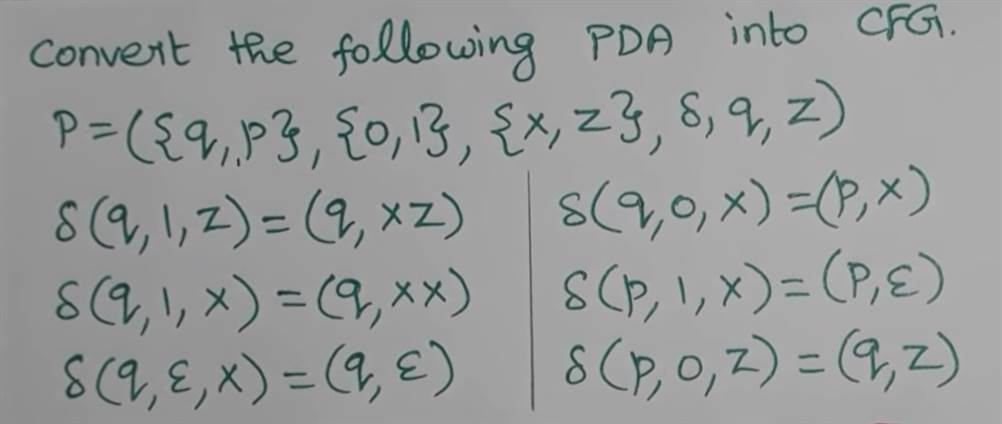 Convert the following PDA into CFG.
P=({q,p}, {0,1}, {x,z}, δ, q, z)
δ(q,1,z)=(q,xz)
δ(q,1,x)=(q,xx)
δ(q,ε,x)=(q,ε)
δ(q,0,x)=(p,x)
δ(p,1,x)=(p,ε)
δ(p,0,z)=(q,z)